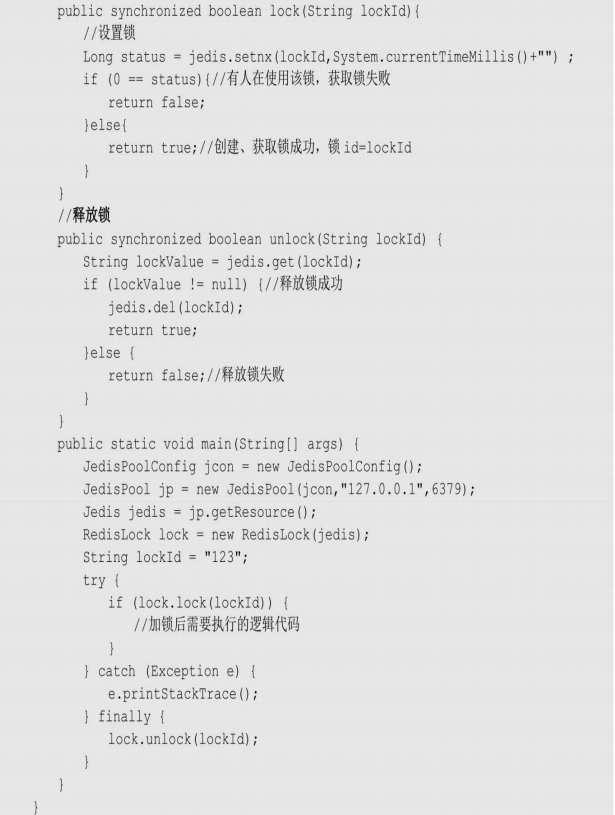 public synchronized boolean lock(String lockId){
//设置锁
Long status = jedis.setnx(lockId,System.currentTimeMillis()+"") ;
if (0 == status){//有人在使用该锁，获取锁失败
return false;
}else{
return true;//创建、获取锁成功，锁 id=lockId
}
}
//释放锁
public synchronized boolean unlock(String lockId) {
String lockValue = jedis.get(lockId);
if (lockValue != null) {//释放锁成功
jedis.del(lockId);
return true;
}else {
return false;//释放锁失败
}
}
public static void main(String[] args) {
JedisPoolConfig jcon = new JedisPoolConfig();
JedisPool jp = new JedisPool(jcon,"127.0.0.1",6379);
Jedis jedis = jp.getResource();
RedisLock lock = new RedisLock(jedis);
String lockId = "123";
try {
if (lock.lock(lockId)) {
//加锁后需要执行的逻辑代码
}
} catch (Exception e) {
e.printStackTrace();
} finally {
lock.unlock(lockId);
}
}
}